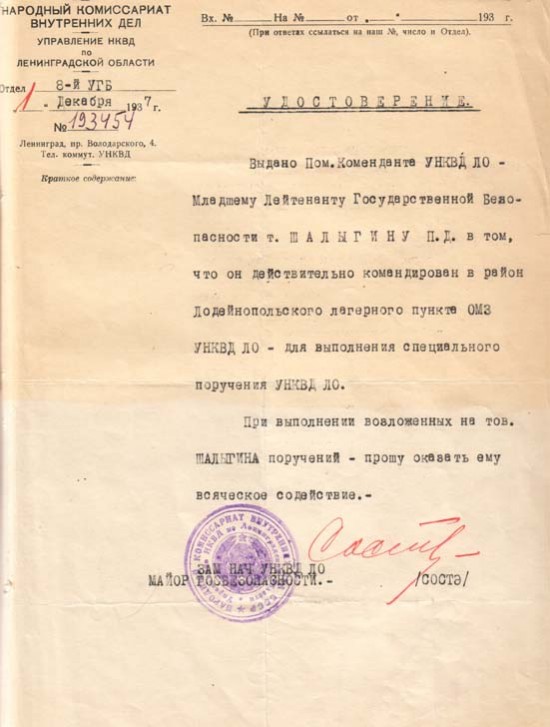 НАРОДНЫЙ КОМИССАРИАТ
ВНУТРЕННИХ ДЕЛ
УПРАВЛЕНИЕ НКВД
по
ЛЕНИНГРАДСКОЙ ОБЛАСТИ
Отдел 8-й УГБ
1 " Декабря 1937 г.
№ 193454
Ленинград, пр. Володарского, 4.
Тел. коммут. УНКВД
Краткое содержание:
Вх. № На № от " " 193 г.
(При ответах ссылаться на наш №, число и Отдел).
УДОСТОВЕРЕНИЕ.
Выдано Пом.Коменданта УНКВД ЛО -
Младшему Лейтенанту Государственной Безо-
пасности т. ШАЛЫГИНУ П.Д. в том,
что он действительно командирован в район
Лодейнопольского лагерного пункта ОМЗ
УНКВД ЛО - для выполнения специального
поручения УНКВД ЛО.
При выполнении возложенных на тов.
ШАЛЫГИНА поручений - прошу оказать ему
всяческое содействие.-
ЗАМ НАЧ УНКВД ЛО
МАЙОР ГОСБЕЗОПАСНОСТИ.- /СОСТЭ/